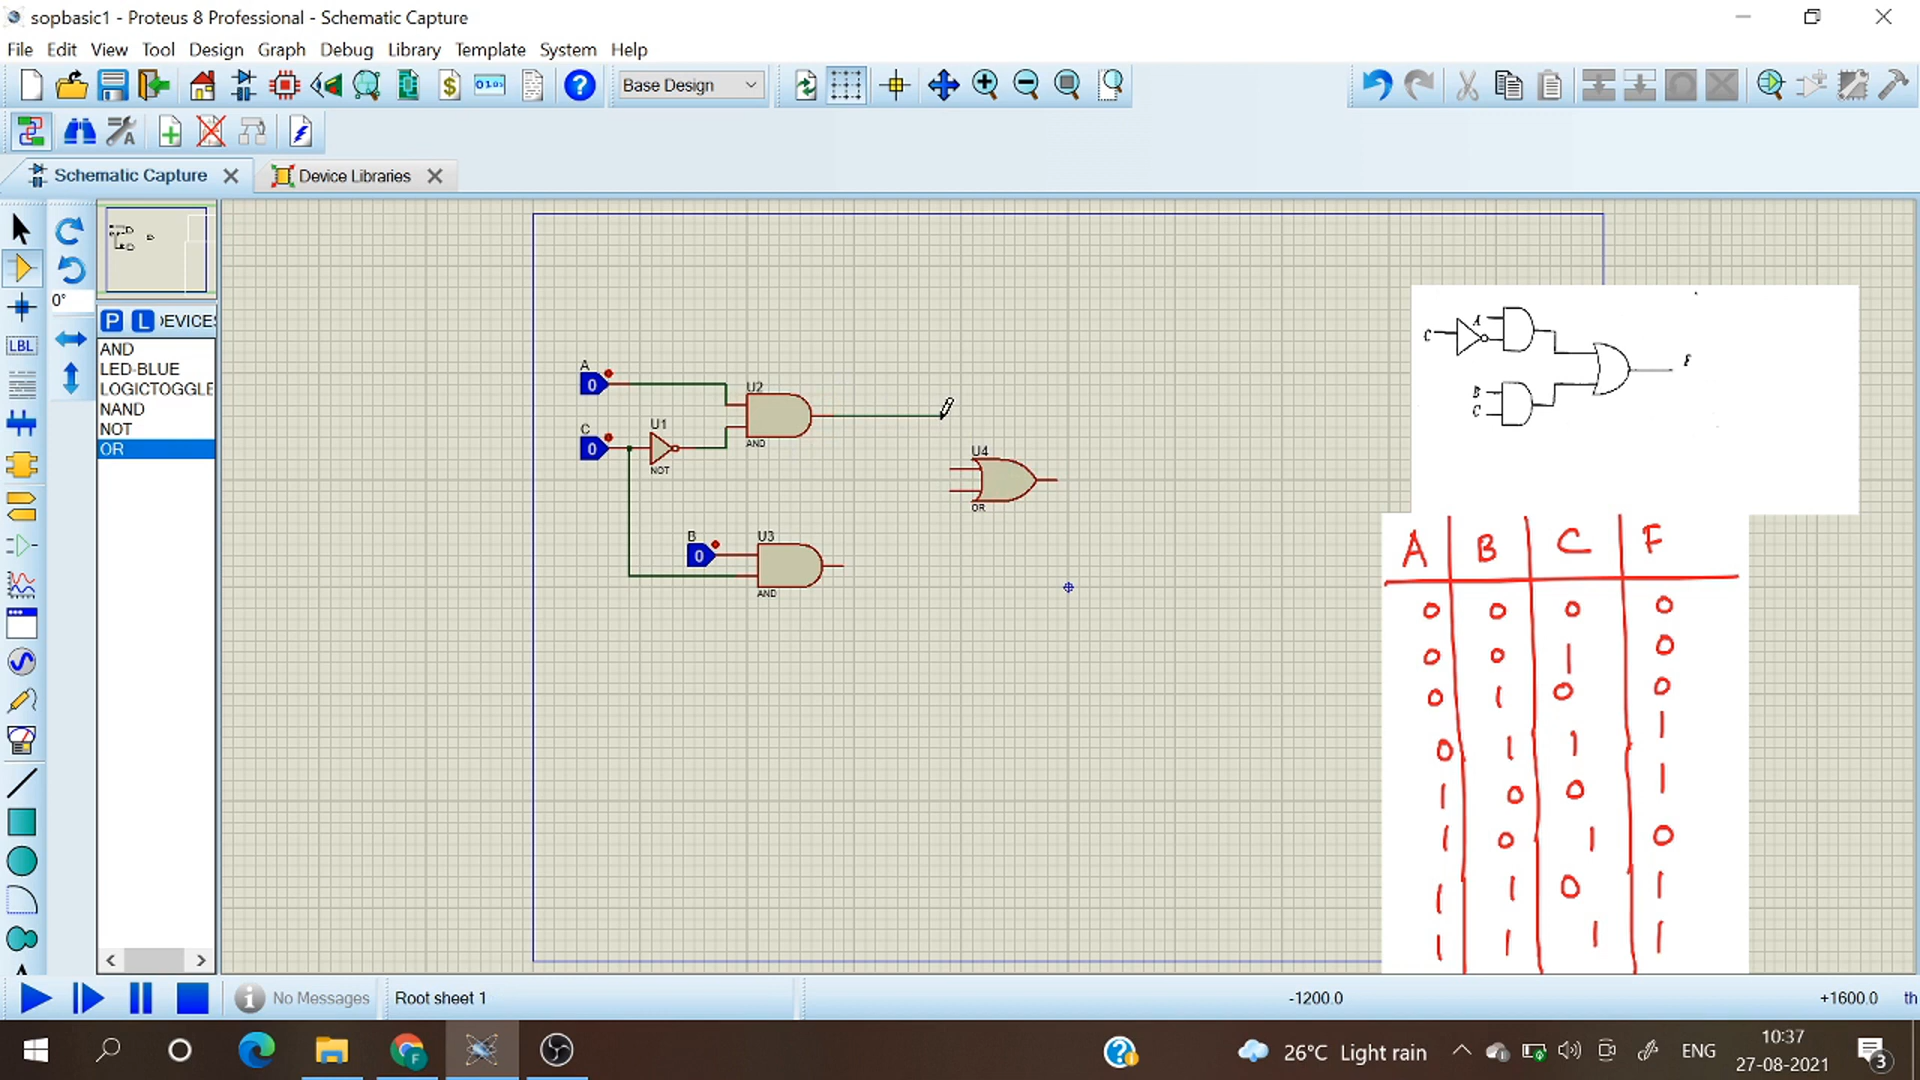 sopbasic1 - Proteus 8 Professional - Schematic Capture
File Edit View Tool Design Graph Debug Library Template System Help
$ 0101 ? Base Design
Schematic Capture Device Libraries
0°
P L DEVICES
LBL
AND
LED-BLUE
LOGICTOGGLE
NAND
NOT
OR
A
0
U2
AND
C
0
U1
NOT
U4
OR
B
0
U3
AND
A
C
B
C
A B C F
0 0 0 0
0 0 1 0
0 1 0 0
0 1 1 1
1 0 0 1
1 0 1 0
1 1 0 1
1 1 1 1
A
No Messages Root sheet 1 -1200.0 +1600.0 th
F ? 26°C Light rain ENG 10:37
27-08-2021 3